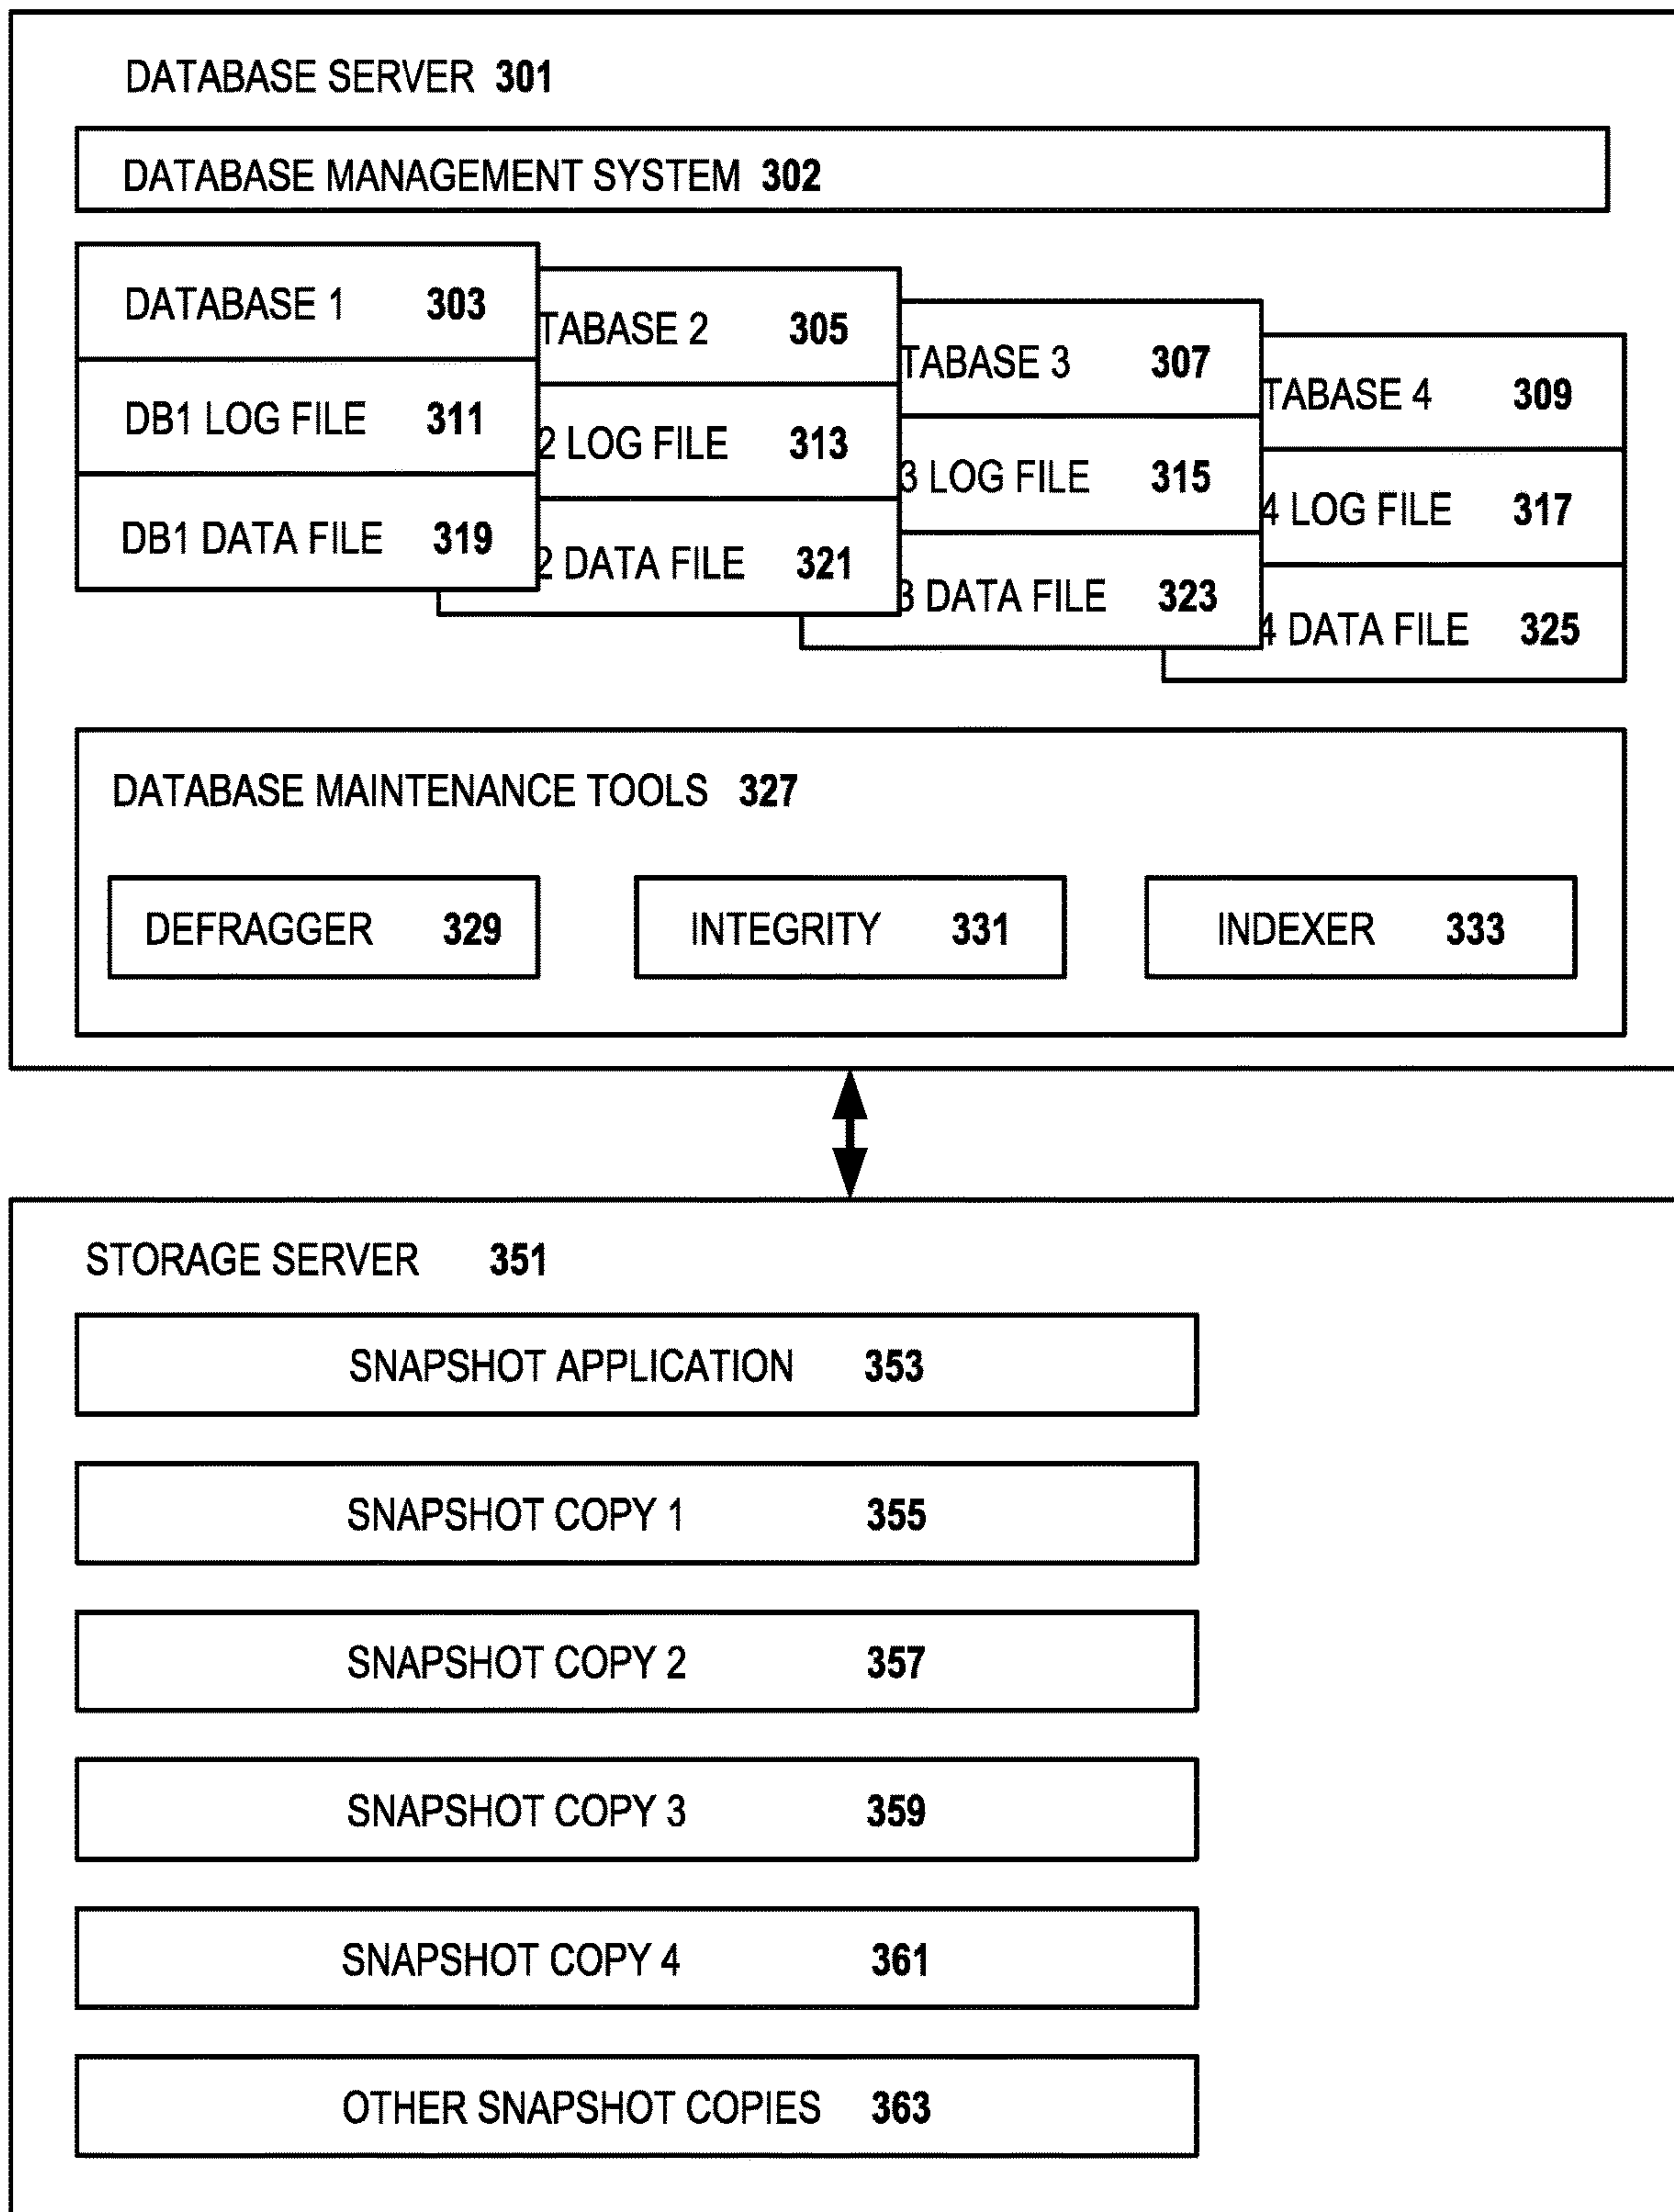 DATABASE SERVER 301
DATABASE MANAGEMENT SYSTEM 302
DATABASE 1 303
DB1 LOG FILE 311
DB1 DATA FILE 319
TABASE 2 305
2 LOG FILE 313
2 DATA FILE 321
TABASE 3 307
3 LOG FILE 315
3 DATA FILE 323
TABASE 4 309
4 LOG FILE 317
4 DATA FILE 325
DATABASE MAINTENANCE TOOLS 327
DEFRAGGER 329
INTEGRITY 331
INDEXER 333
STORAGE SERVER 351
SNAPSHOT APPLICATION 353
SNAPSHOT COPY 1 355
SNAPSHOT COPY 2 357
SNAPSHOT COPY 3 359
SNAPSHOT COPY 4 361
OTHER SNAPSHOT COPIES 363